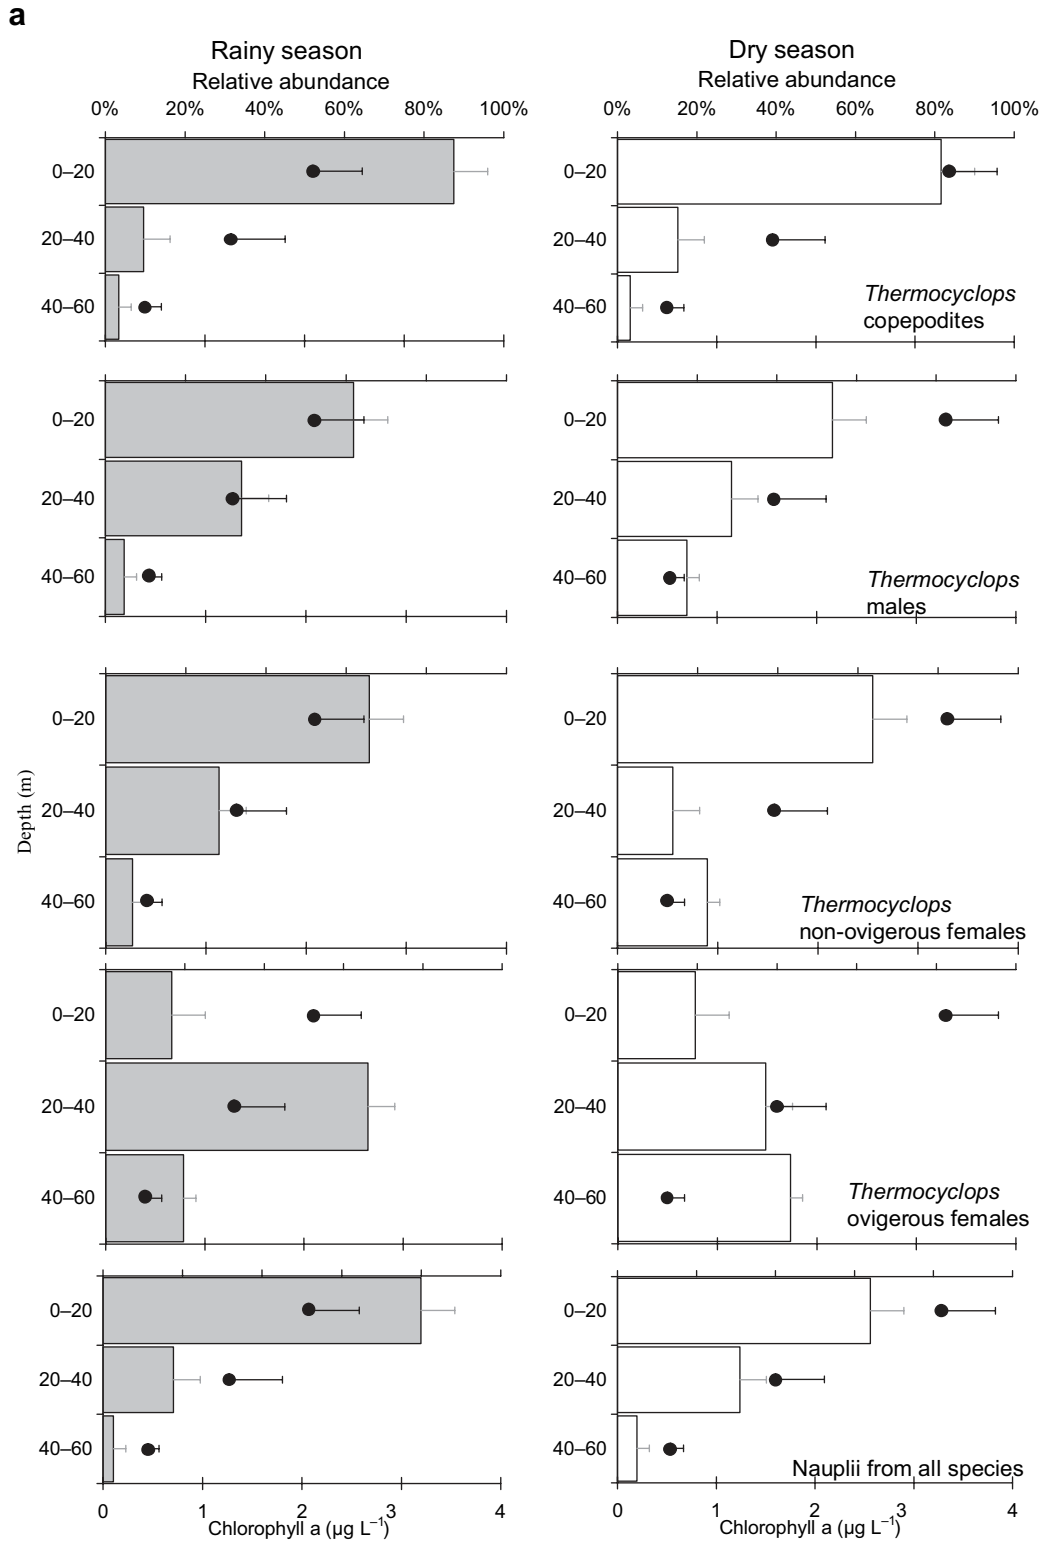 a
Rainy season
Dry season
Relative abundance
Relative abundance
0% 20% 40% 60% 80% 100%
0% 20% 40% 60% 80% 100%
0–20
20–40
40–60
0–20
20–40
40–60
Thermocyclops
copepodites
0–20
20–40
40–60
0–20
20–40
40–60
Thermocyclops
males
Depth (m)
0–20
20–40
40–60
0–20
20–40
40–60
Thermocyclops
non-ovigerous females
0–20
20–40
40–60
0–20
20–40
40–60
Thermocyclops
ovigerous females
0–20
20–40
40–60
0–20
20–40
40–60
Nauplii from all species
0 1 2 3 4
0 1 2 3 4
Chlorophyll a (µg L⁻¹)
Chlorophyll a (µg L⁻¹)